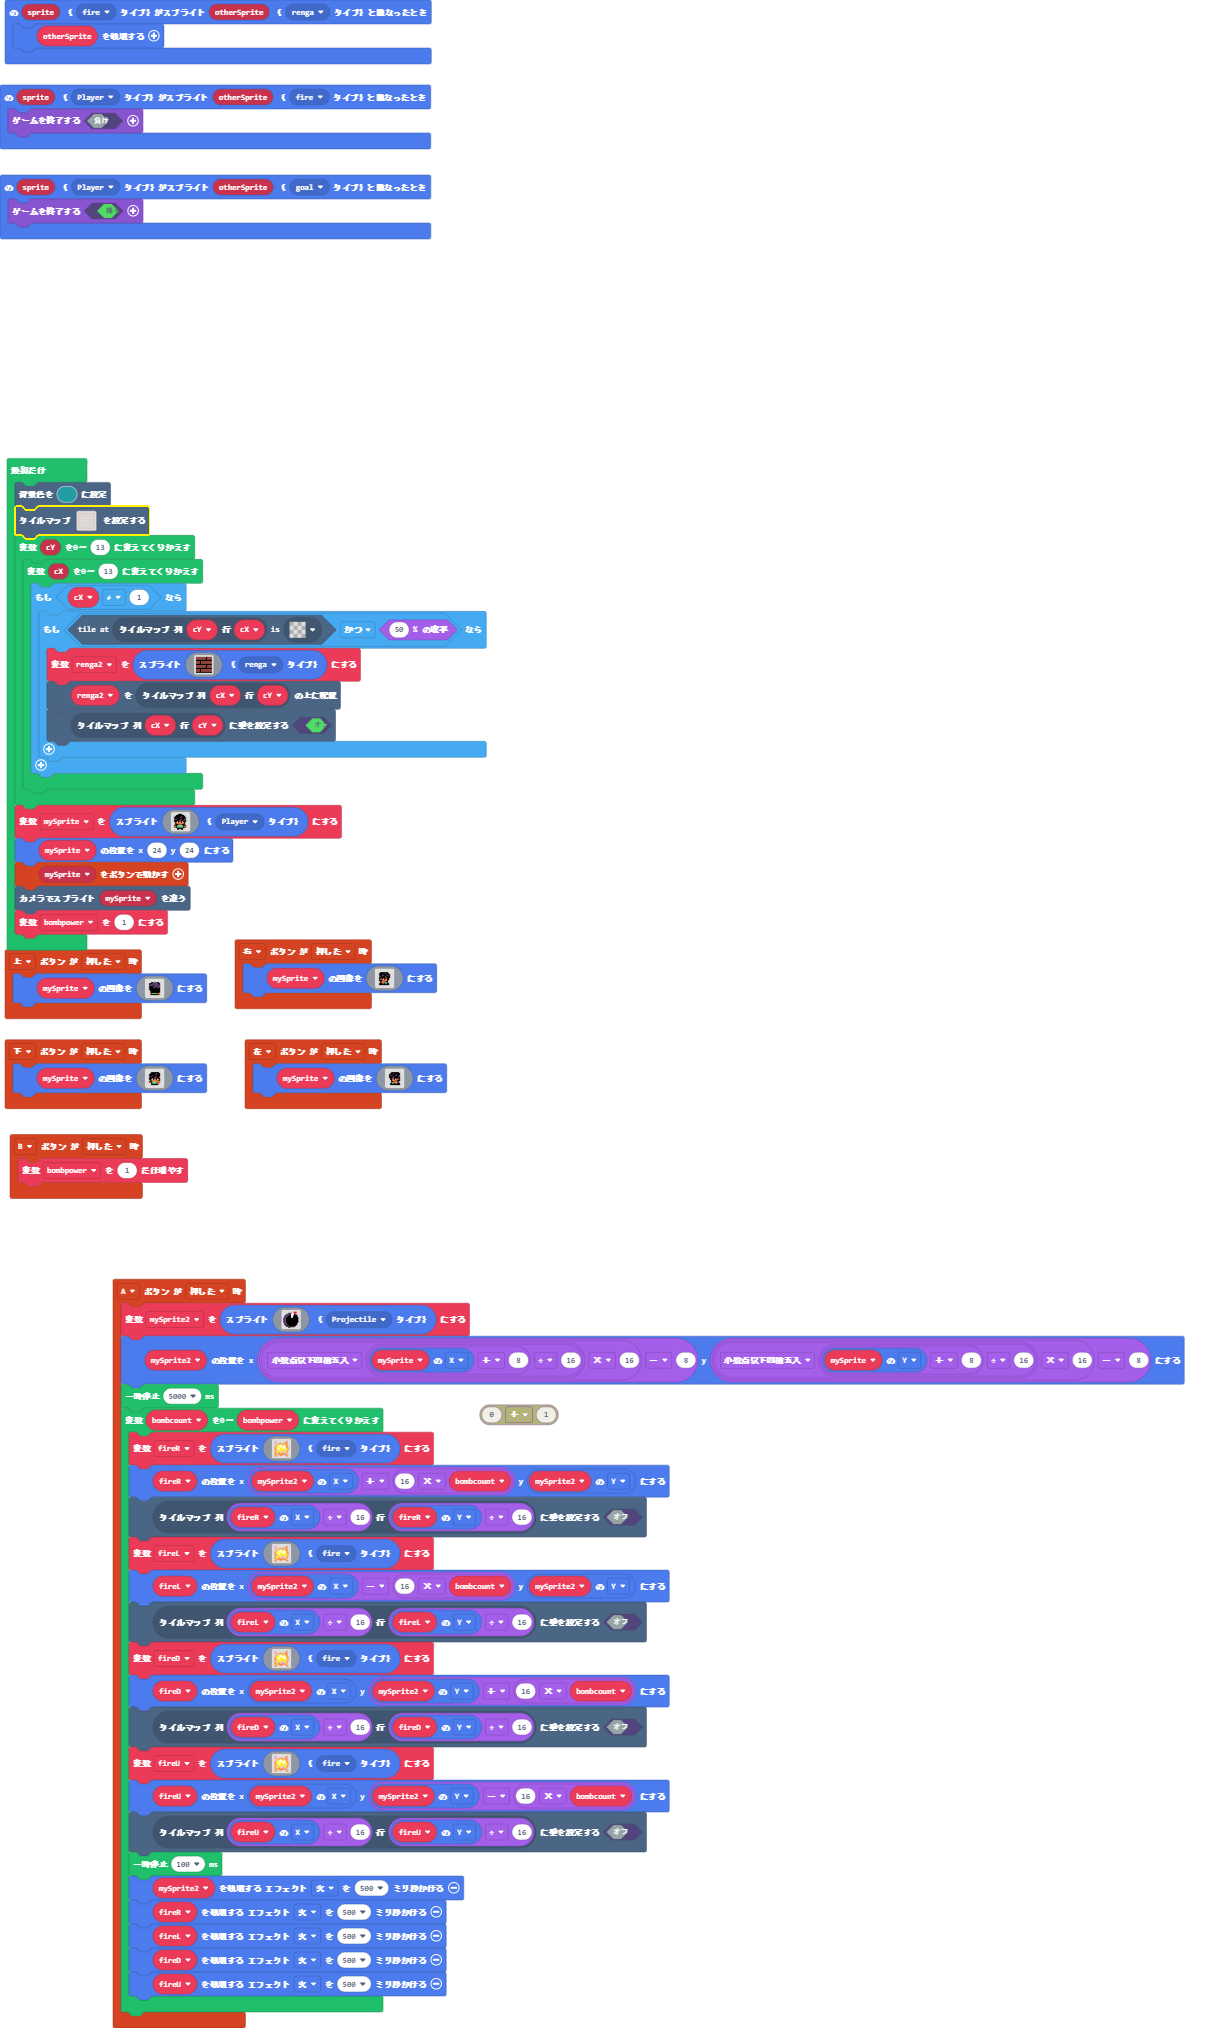 の sprite { fire ▼ タイプ} がスプライト otherSprite { renga ▼ タイプ} と重なったとき
otherSprite を破壊する
の sprite { Player ▼ タイプ} がスプライト otherSprite { fire ▼ タイプ} と重なったとき
ゲームを終了する 負け
の sprite { Player ▼ タイプ} がスプライト otherSprite { goal ▼ タイプ} と重なったとき
ゲームを終了する
最初だけ
背景色を に設定
タイルマップ を設定する
変数 cY を0～ 13 に変えてくりかえす
変数 cX を0～ 13 に変えてくりかえす
もし cX ▼ ≠ ▼ 1 なら
もし tile at タイルマップ 列 cY ▼ 行 cX ▼ is ▼ かつ ▼ 50 % の確率 なら
変数 renga2 ▼ を スプライト { renga ▼ タイプ} にする
renga2 ▼ を タイルマップ 列 cX ▼ 行 cY ▼ の上に配置
タイルマップ 列 cX ▼ 行 cY ▼ に壁を設定する オン
変数 mySprite ▼ を スプライト { Player ▼ タイプ} にする
mySprite ▼ の位置を x 24 y 24 にする
mySprite ▼ をボタンで動かす
カメラでスプライト mySprite ▼ を追う
変数 bombpower ▼ を 1 にする
上 ▼ ボタン が 押した ▼ 時
mySprite ▼ の画像を にする
右 ▼ ボタン が 押した ▼ 時
mySprite ▼ の画像を にする
下 ▼ ボタン が 押した ▼ 時
mySprite ▼ の画像を にする
左 ▼ ボタン が 押した ▼ 時
mySprite ▼ の画像を にする
B ▼ ボタン が 押した ▼ 時
変数 bombpower ▼ を 1 だけ増やす
A ▼ ボタン が 押した ▼ 時
変数 mySprite2 ▼ を スプライト { Projectile ▼ タイプ} にする
mySprite2 ▼ の位置を x 小数点以下四捨五入 ▼ mySprite ▼ の X ▼ + ▼ 8 ÷ ▼ 16 × ▼ 16 － ▼ 8 y 小数点以下四捨五入 ▼ mySprite ▼ の Y ▼ + ▼ 8 ÷ ▼ 16 × ▼ 16 － ▼ 8 にする
一時停止 5000 ▼ ms
0 + ▼ 1
変数 bombcount ▼ を0～ bombpower ▼ に変えてくりかえす
変数 fireR ▼ を スプライト { fire ▼ タイプ} にする
fireR ▼ の位置を x mySprite2 ▼ の X ▼ + ▼ 16 × ▼ bombcount ▼ y mySprite2 ▼ の Y ▼ にする
タイルマップ 列 fireR ▼ の X ▼ ÷ ▼ 16 行 fireR ▼ の Y ▼ ÷ ▼ 16 に壁を設定する オフ
変数 fireL ▼ を スプライト { fire ▼ タイプ} にする
fireL ▼ の位置を x mySprite2 ▼ の X ▼ － ▼ 16 × ▼ bombcount ▼ y mySprite2 ▼ の Y ▼ にする
タイルマップ 列 fireL ▼ の X ▼ ÷ ▼ 16 行 fireL ▼ の Y ▼ ÷ ▼ 16 に壁を設定する オフ
変数 fireD ▼ を スプライト { fire ▼ タイプ} にする
fireD ▼ の位置を x mySprite2 ▼ の X ▼ y mySprite2 ▼ の Y ▼ + ▼ 16 × ▼ bombcount ▼ にする
タイルマップ 列 fireD ▼ の X ▼ ÷ ▼ 16 行 fireD ▼ の Y ▼ ÷ ▼ 16 に壁を設定する オフ
変数 fireU ▼ を スプライト { fire ▼ タイプ} にする
fireU ▼ の位置を x mySprite2 ▼ の X ▼ y mySprite2 ▼ の Y ▼ － ▼ 16 × ▼ bombcount ▼ にする
タイルマップ 列 fireU ▼ の X ▼ ÷ ▼ 16 行 fireU ▼ の Y ▼ ÷ ▼ 16 に壁を設定する オフ
一時停止 100 ▼ ms
mySprite2 ▼ を破壊する エフェクト 火 ▼ を 500 ▼ ミリ秒かける
fireR ▼ を破壊する エフェクト 火 ▼ を 500 ▼ ミリ秒かける
fireL ▼ を破壊する エフェクト 火 ▼ を 500 ▼ ミリ秒かける
fireD ▼ を破壊する エフェクト 火 ▼ を 500 ▼ ミリ秒かける
fireU ▼ を破壊する エフェクト 火 ▼ を 500 ▼ ミリ秒かける